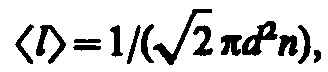 ⟨l⟩ = 1/(√2 πd²n),